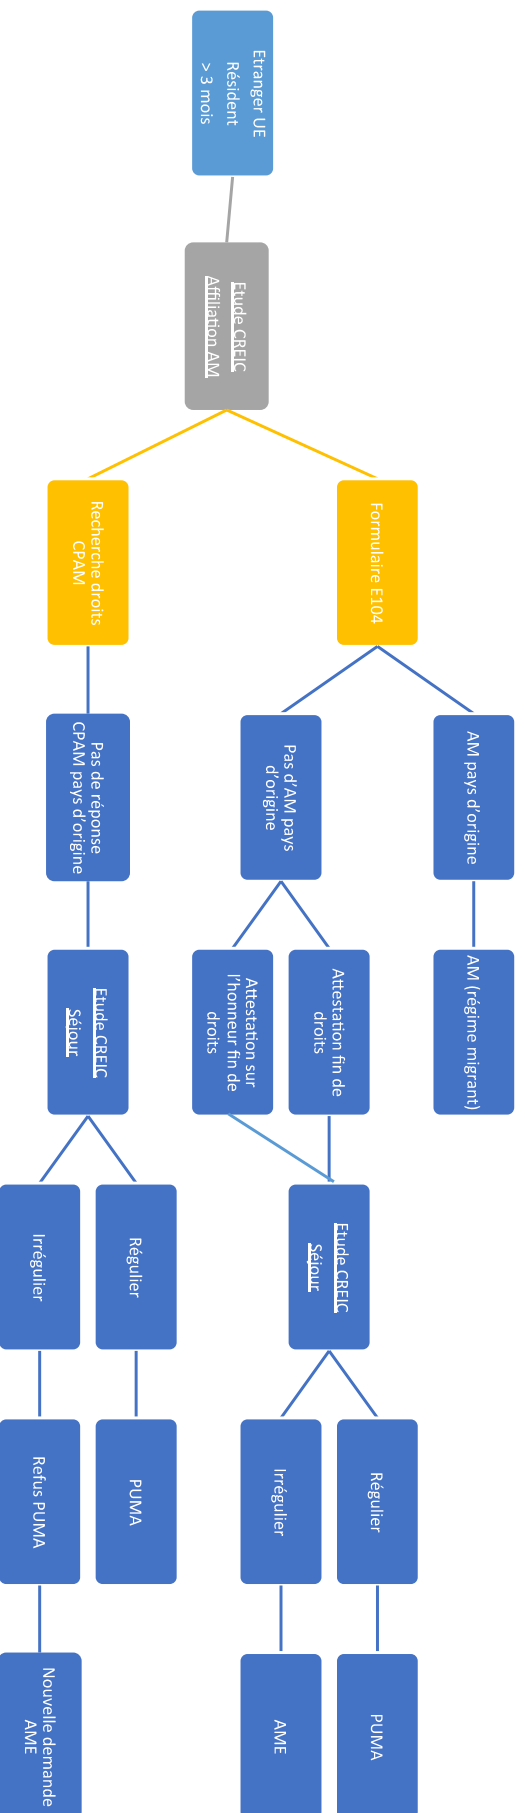 Etranger UE
Résident
> 3 mois
Etude CREIC
Affiliation AM
Formulaire E104
AM pays d'origine
AM (régime migrant)
Pas d'AM pays
d'origine
Attestation fin de
droits
Etude CREIC
Séjour
Régulier
PUMA
Irrégulier
AME
Attestation sur
l'honneur fin de
droits
Recherche droits
CPAM
Pas de réponse
CPAM pays d'origine
Etude CREIC
Séjour
Régulier
PUMA
Irrégulier
Refus PUMA
Nouvelle demande
AME